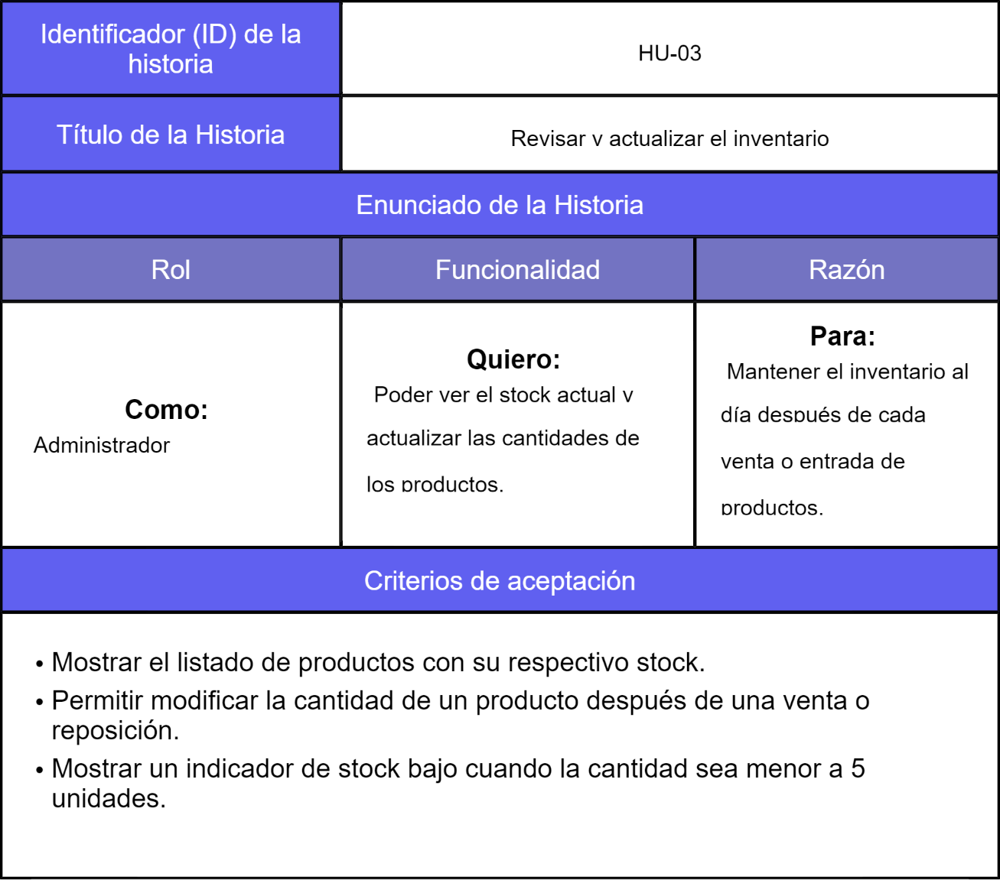 Identificador (ID) de la
historia
HU-03
Título de la Historia
Revisar y actualizar el inventario
Enunciado de la Historia
Rol
Funcionalidad
Razón
Como:
Administrador
Quiero:
Poder ver el stock actual y
actualizar las cantidades de
los productos.
Para:
Mantener el inventario al
día después de cada
venta o entrada de
productos.
Criterios de aceptación
• Mostrar el listado de productos con su respectivo stock.
• Permitir modificar la cantidad de un producto después de una venta o
reposición.
• Mostrar un indicador de stock bajo cuando la cantidad sea menor a 5
unidades.